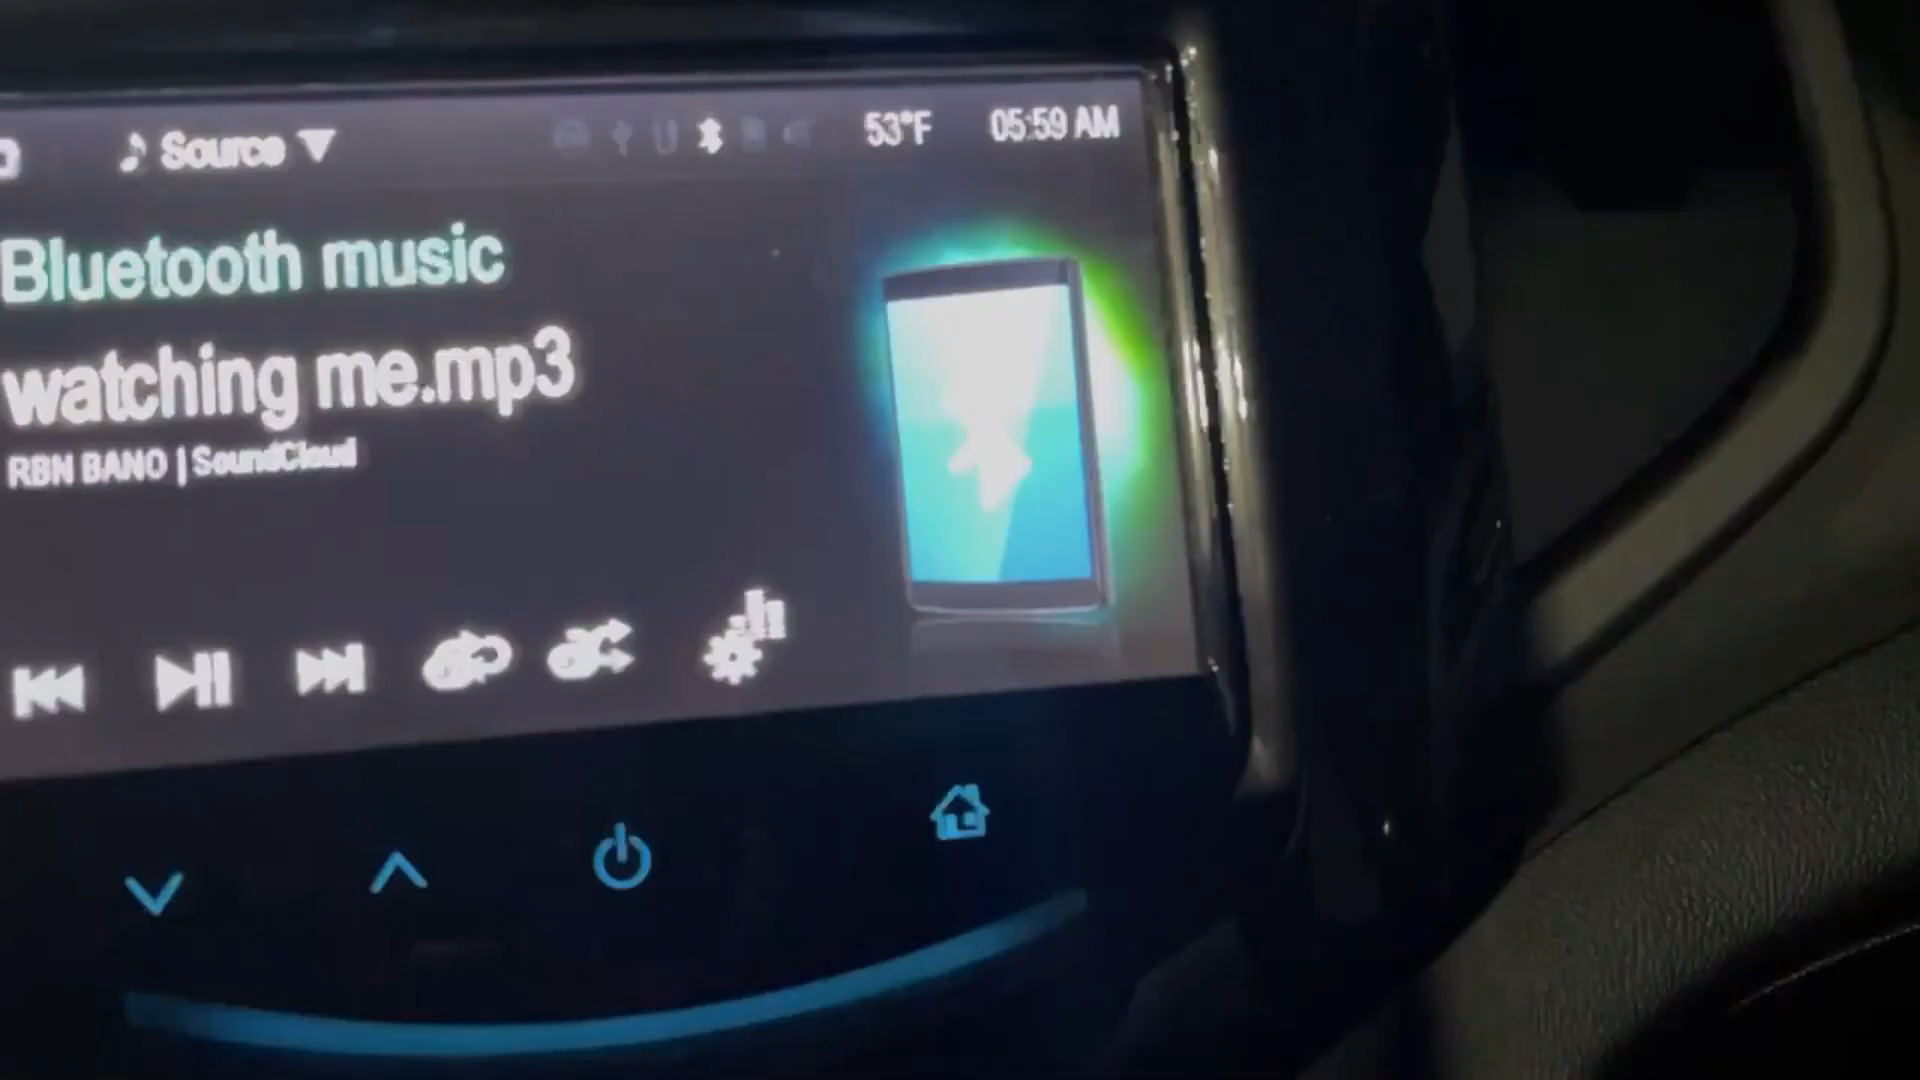 Source
53°F
05:59 AM
Bluetooth music
watching me.mp3
RBN BANO | SoundCloud